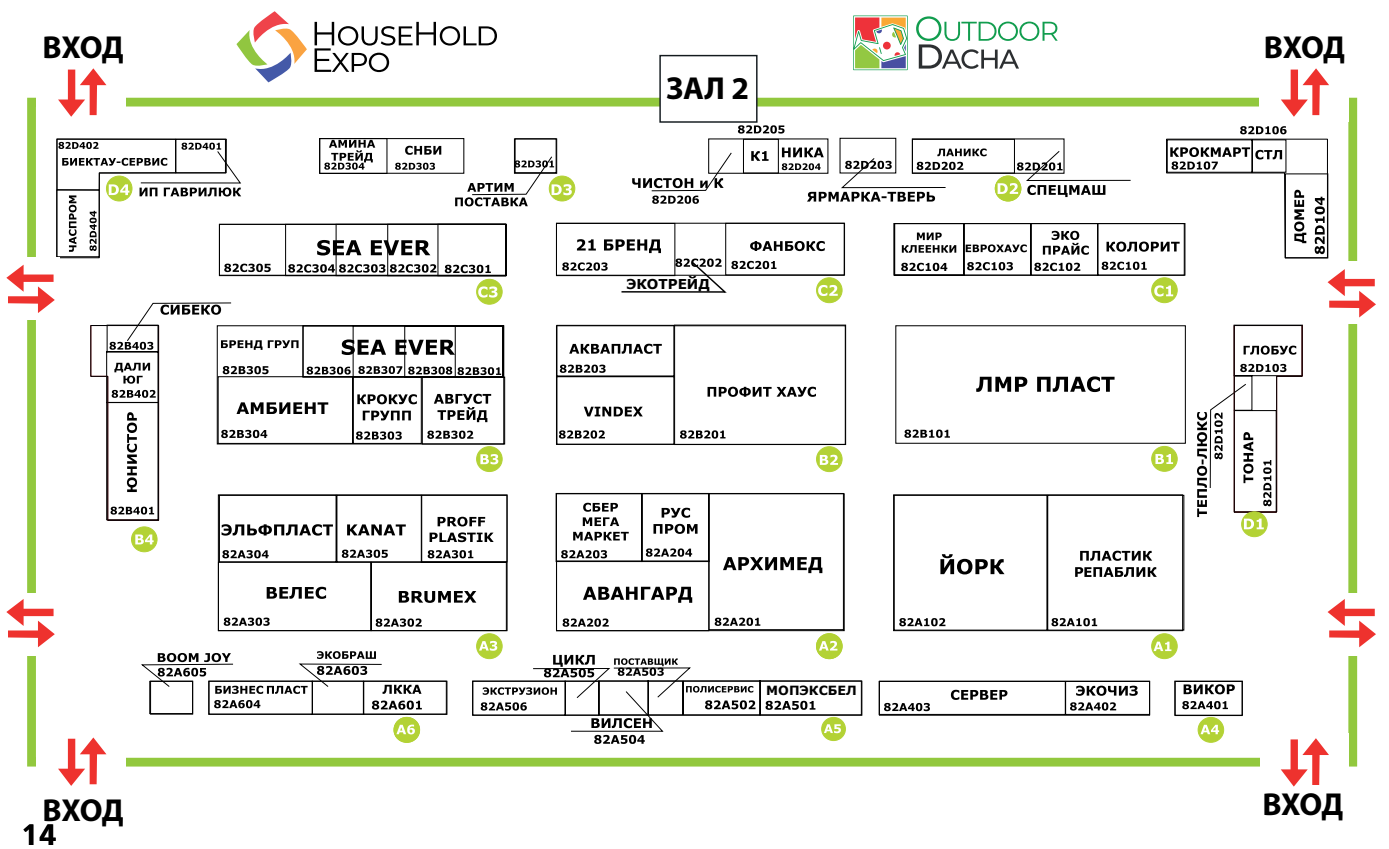 ВХОД
HouseHold
Expo
ЗАЛ 2
Outdoor
Dacha
ВХОД
82D402
82D401
БИЕКТАУ-СЕРВИС
D4
ИП ГАВРИЛЮК
ЧАСПРОМ
82D404
АМИНА
ТРЕЙД
82D304
СНБИ
82D303
82D301
АРТИМ
ПОСТАВКА
D3
82D205
К1
НИКА
82D204
ЧИСТОН и К
82D206
82D203
ЯРМАРКА-ТВЕРЬ
ЛАНИКС
82D202
82D201
D2
СПЕЦМАШ
82D106
КРОКМАРТ
82D107
СТЛ
ДОМЕР
82D104
SEA EVER
82C305
82C304
82C303
82C302
82C301
C3
21 БРЕНД
82C203
82C202
ЭКОТРЕЙД
ФАНБОКС
82C201
C2
МИР
КЛЕЕНКИ
82C104
ЕВРОХАУС
82C103
ЭКО
ПРАЙС
82C102
КОЛОРИТ
82C101
C1
СИБЕКО
82B403
ДАЛИ
ЮГ
82B402
ЮНИСТОР
82B401
B4
БРЕНД ГРУП
82B305
SEA EVER
82B306
82B307
82B308
82B301
АМБИЕНТ
82B304
КРОКУС
ГРУПП
82B303
АВГУСТ
ТРЕЙД
82B302
B3
АКВАПЛАСТ
82B203
VINDEX
82B202
ПРОФИТ ХАУС
82B201
B2
ЛМР ПЛАСТ
82B101
B1
ГЛОБУС
82D103
ТЕПЛО-ЛЮКС
82D102
ТОНАР
82D101
D1
ЭЛЬФПЛАСТ
82A304
KANAT
82A305
PROFF
PLASTIK
82A301
ВЕЛЕС
82A303
BRUMEX
82A302
A3
СБЕР
МЕГА
МАРКЕТ
82A203
РУС
ПРОМ
82A204
АВАНГАРД
82A202
АРХИМЕД
82A201
A2
ЙОРК
82A102
ПЛАСТИК
РЕПАБЛИК
82A101
A1
BOOM JOY
82A605
БИЗНЕС ПЛАСТ
82A604
ЭКОБРАШ
82A603
ЛККА
82A601
A6
ЭКСТРУЗИОН
82A506
ЦИКЛ
82A505
ВИЛСЕН
82A504
ПОСТАВЩИК
82A503
ПОЛИСЕРВИС
82A502
МОПЭКСБЕЛ
82A501
A5
СЕРВЕР
82A403
ЭКОЧИЗ
82A402
ВИКОР
82A401
A4
ВХОД
ВХОД
14